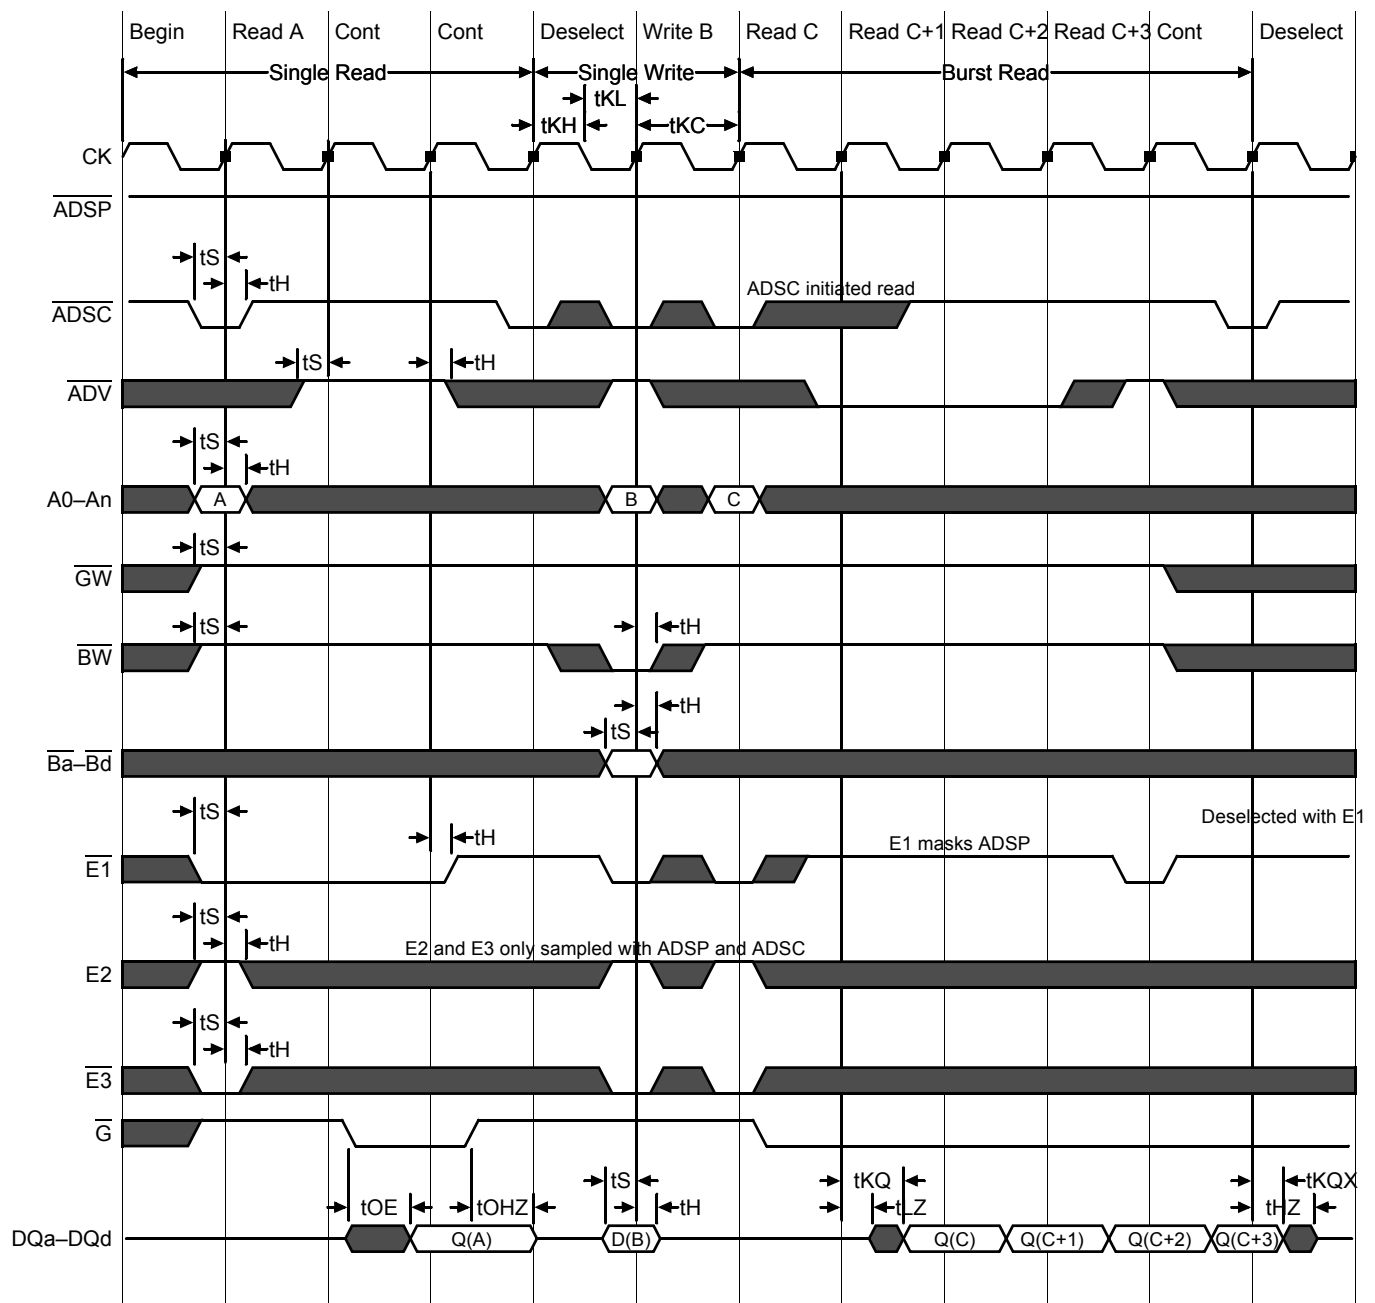 Begin Read A Cont Cont Deselect Write B Read C Read C+1 Read C+2 Read C+3 Cont Deselect
Single Read Single Write Burst Read
tKL
tKH tKC
CK
ADSP
tS
tH
ADSC initiated read
ADSC
tS tH
ADV
tS
tH
A0–An A B C
tS
GW
tS tH
BW
tH
tS
Ba–Bd
tS
Deselected with E1
tH
E1 masks ADSP
E1
tS
tH
E2 and E3 only sampled with ADSP and ADSC
E2
tS
tH
E3
G
tS tKQ tKQX
tOE tOHZ tH tLZ tHZ
DQa–DQd Q(A) D(B) Q(C) Q(C+1) Q(C+2) Q(C+3)